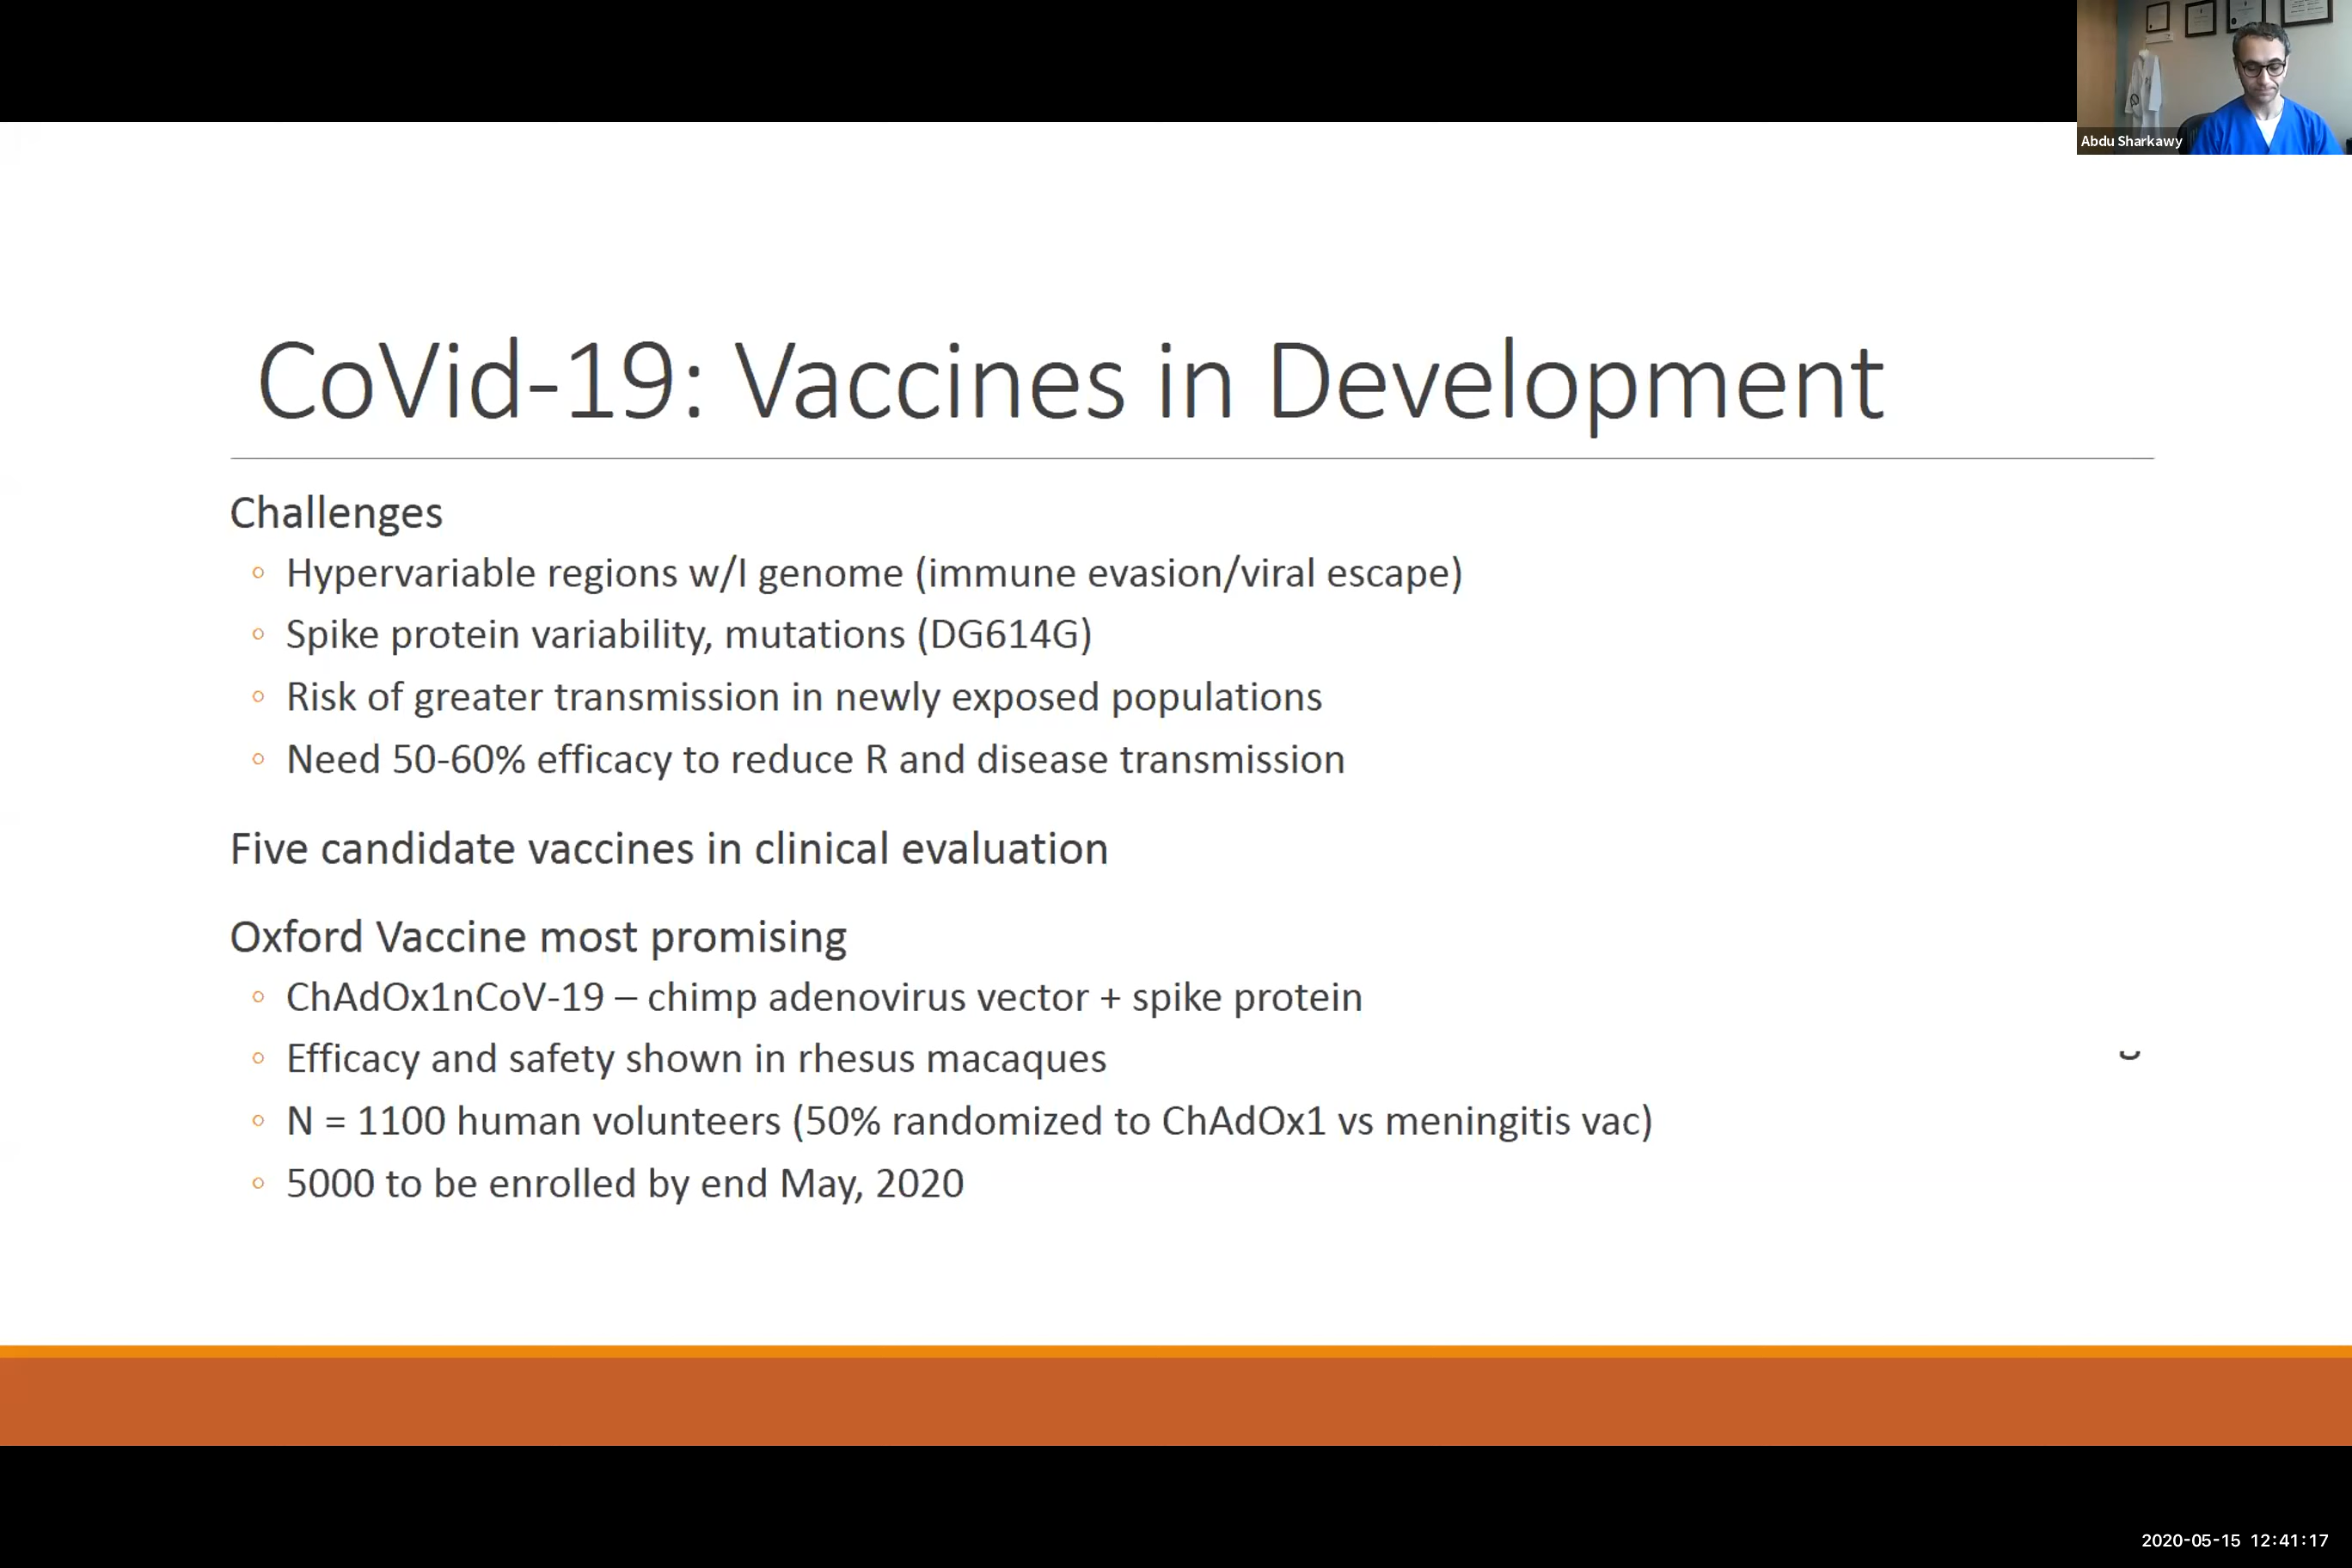 Abdu Sharkawy
CoVid-19: Vaccines in Development
Challenges
◦ Hypervariable regions w/I genome (immune evasion/viral escape)
◦ Spike protein variability, mutations (DG614G)
◦ Risk of greater transmission in newly exposed populations
◦ Need 50-60% efficacy to reduce R and disease transmission
Five candidate vaccines in clinical evaluation
Oxford Vaccine most promising
◦ ChAdOx1nCoV-19 – chimp adenovirus vector + spike protein
◦ Efficacy and safety shown in rhesus macaques
◦ N = 1100 human volunteers (50% randomized to ChAdOx1 vs meningitis vac)
◦ 5000 to be enrolled by end May, 2020
2020-05-15 12:41:17